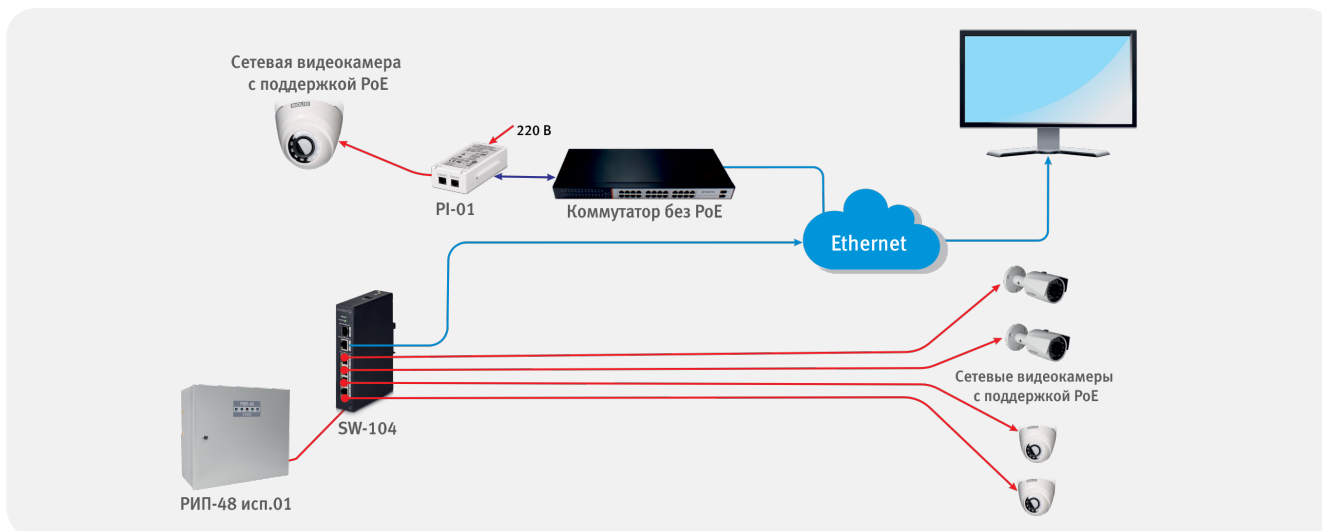 Сетевая видеокамера
с поддержкой PoE
BOLID
220 В
PI-01
Коммутатор без PoE
Ethernet
Сетевые видеокамеры
с поддержкой PoE
SW-104
РИП-48 исп.01